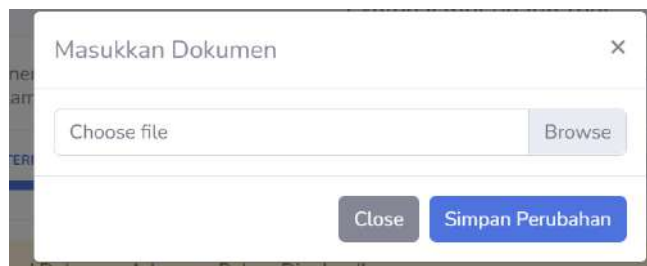 Masukkan Dokumen
×
Choose file
Browse
Close
Simpan Perubahan